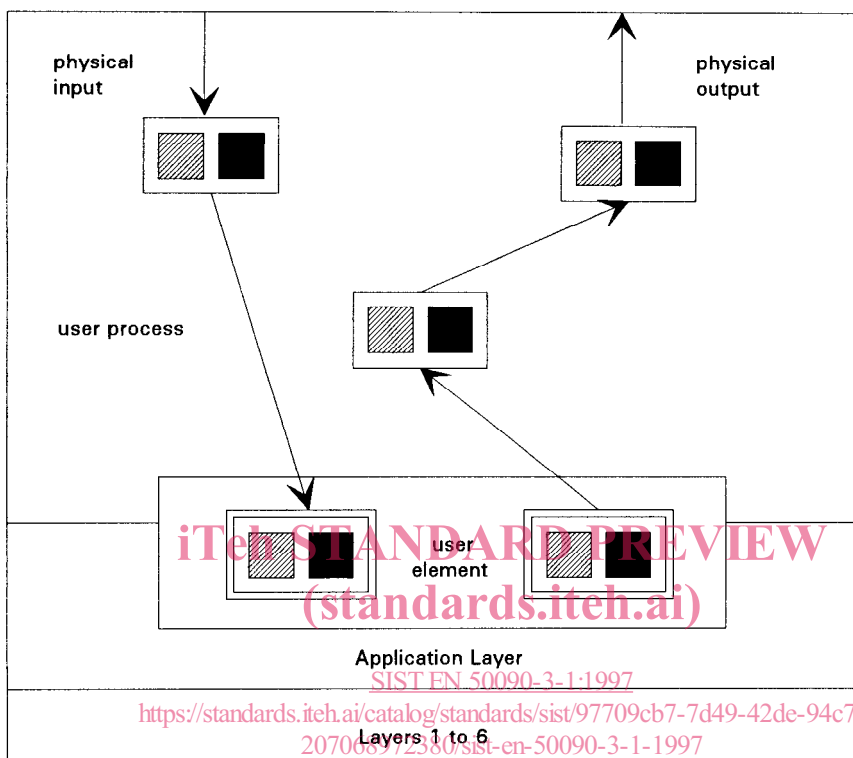 physical
input
physical
output
user process
iTeh STANDARD PREVIEW
user
element
(standards.iteh.ai)
Application Layer
SIST EN 50090-3-1:1997
https://standards.iteh.ai/catalog/standards/sist/97709cb7-7d49-42de-94c7
Layers 1 to 6
207068972380/sist-en-50090-3-1-1997